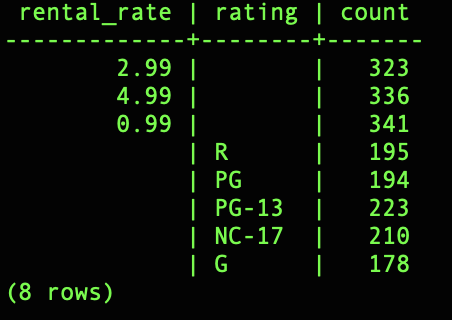 rental_rate | rating | count
-------------+--------+-------
        2.99 |        |   323
        4.99 |        |   336
        0.99 |        |   341
             | R      |   195
             | PG     |   194
             | PG-13  |   223
             | NC-17  |   210
             | G      |   178
(8 rows)